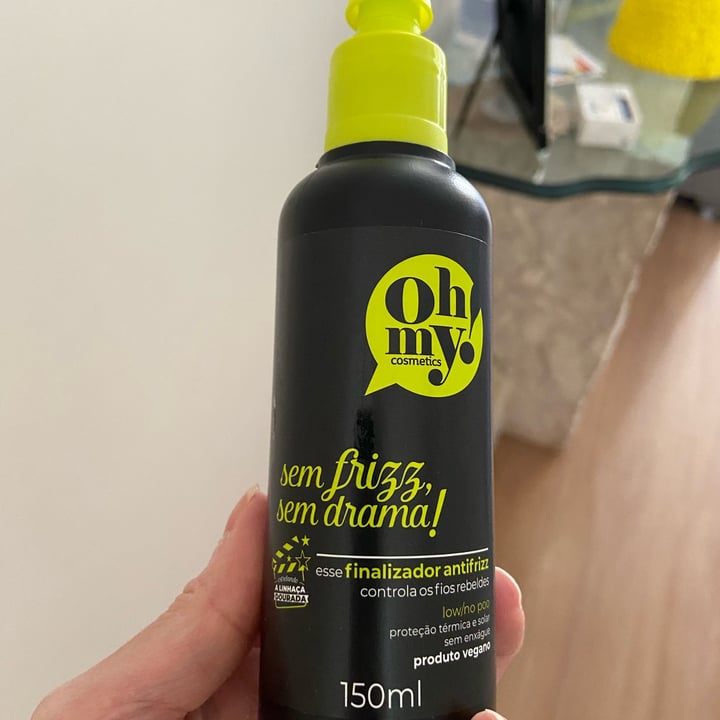 oh
my!
cosmetics
sem frizz,
sem drama!
estrelando
A LINHAÇA
DOURADA
esse finalizador antifrizz
controla os fios rebeldes
low/no poo
proteção térmica e solar
sem enxágue
produto vegano
150ml